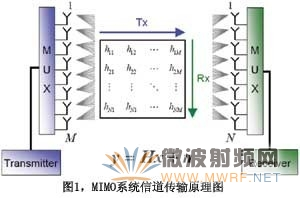 1
Tx
1
M
U
X
h11 h12 ... h1M
h21 h22 ... h2M
⋮ ⋮ ⋱ ⋮
hN1 hN2 ... hNM
Rx
M
U
X
M
N
Transmitter
Receiver
微波射频网
WWW.MWRF.COM
图1,MIMO系统信道传输原理图